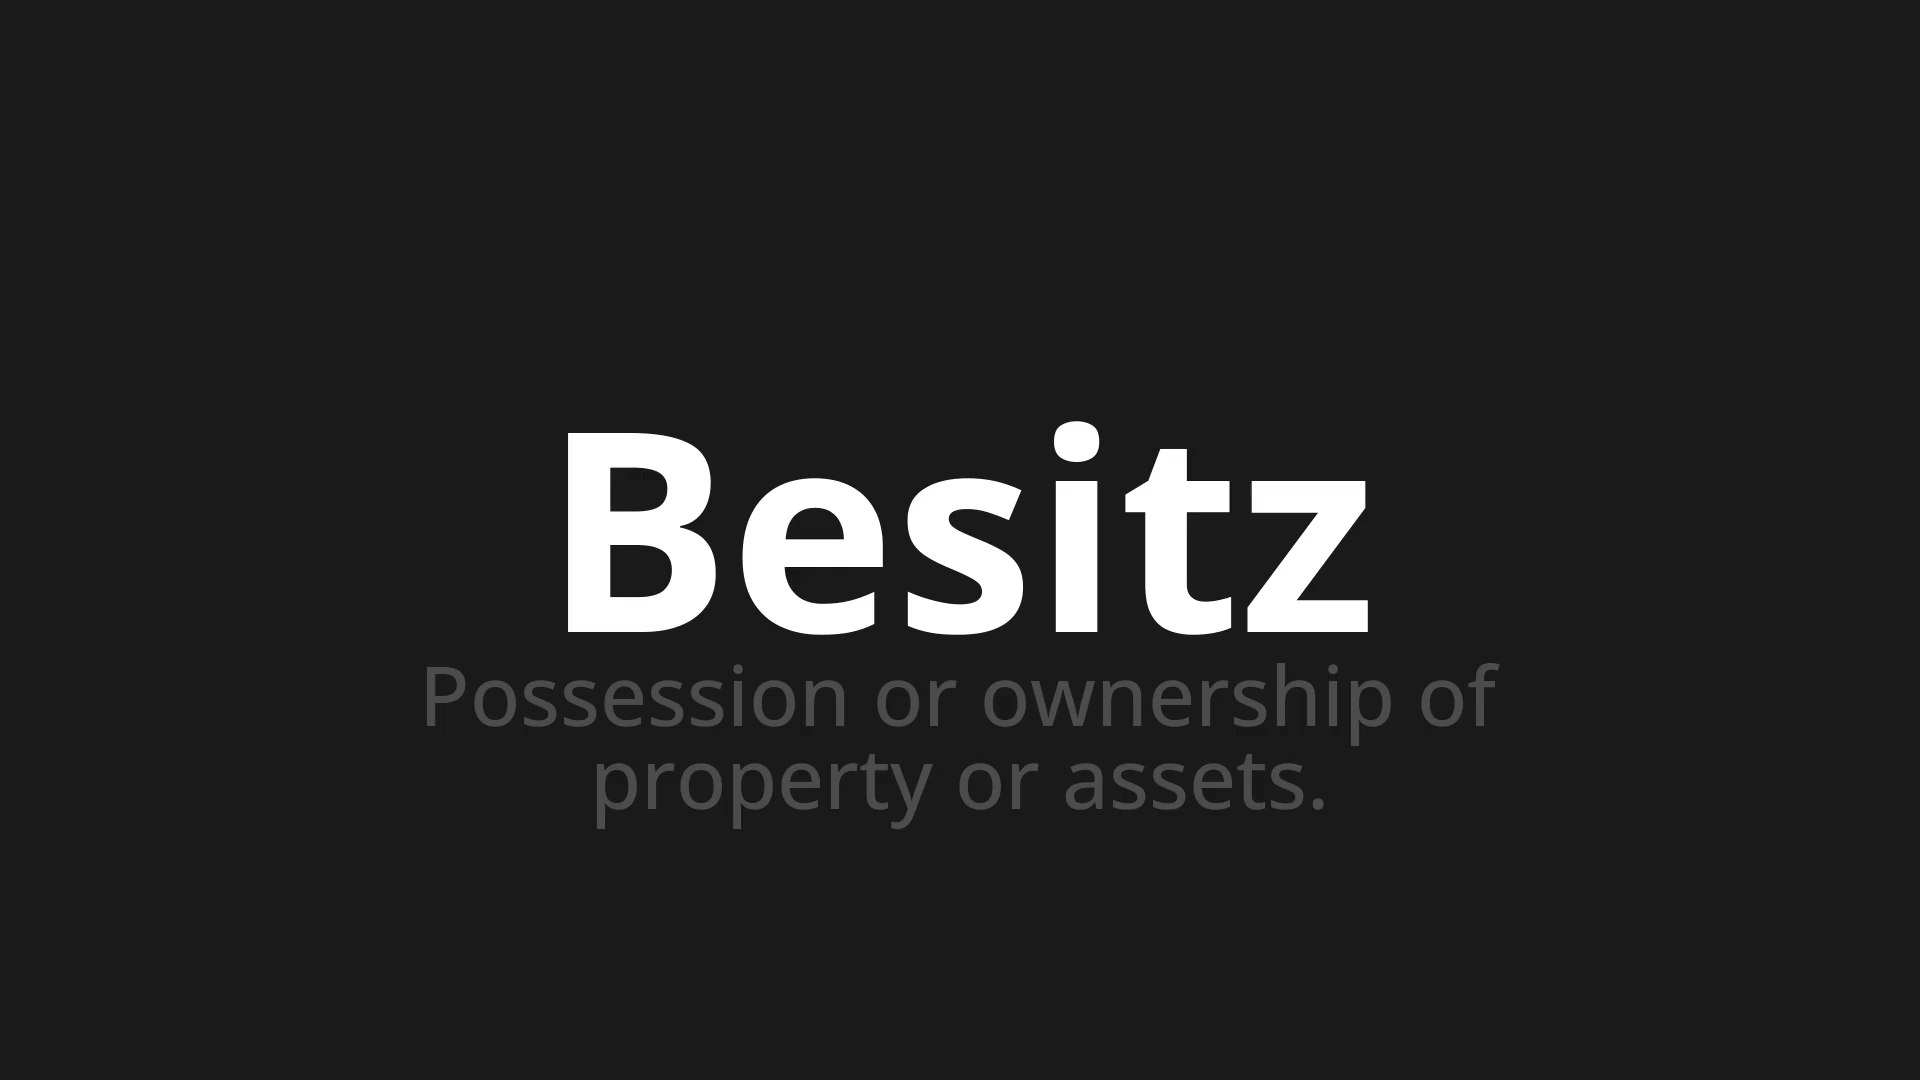 Besitz
Possession or ownership of
property or assets.